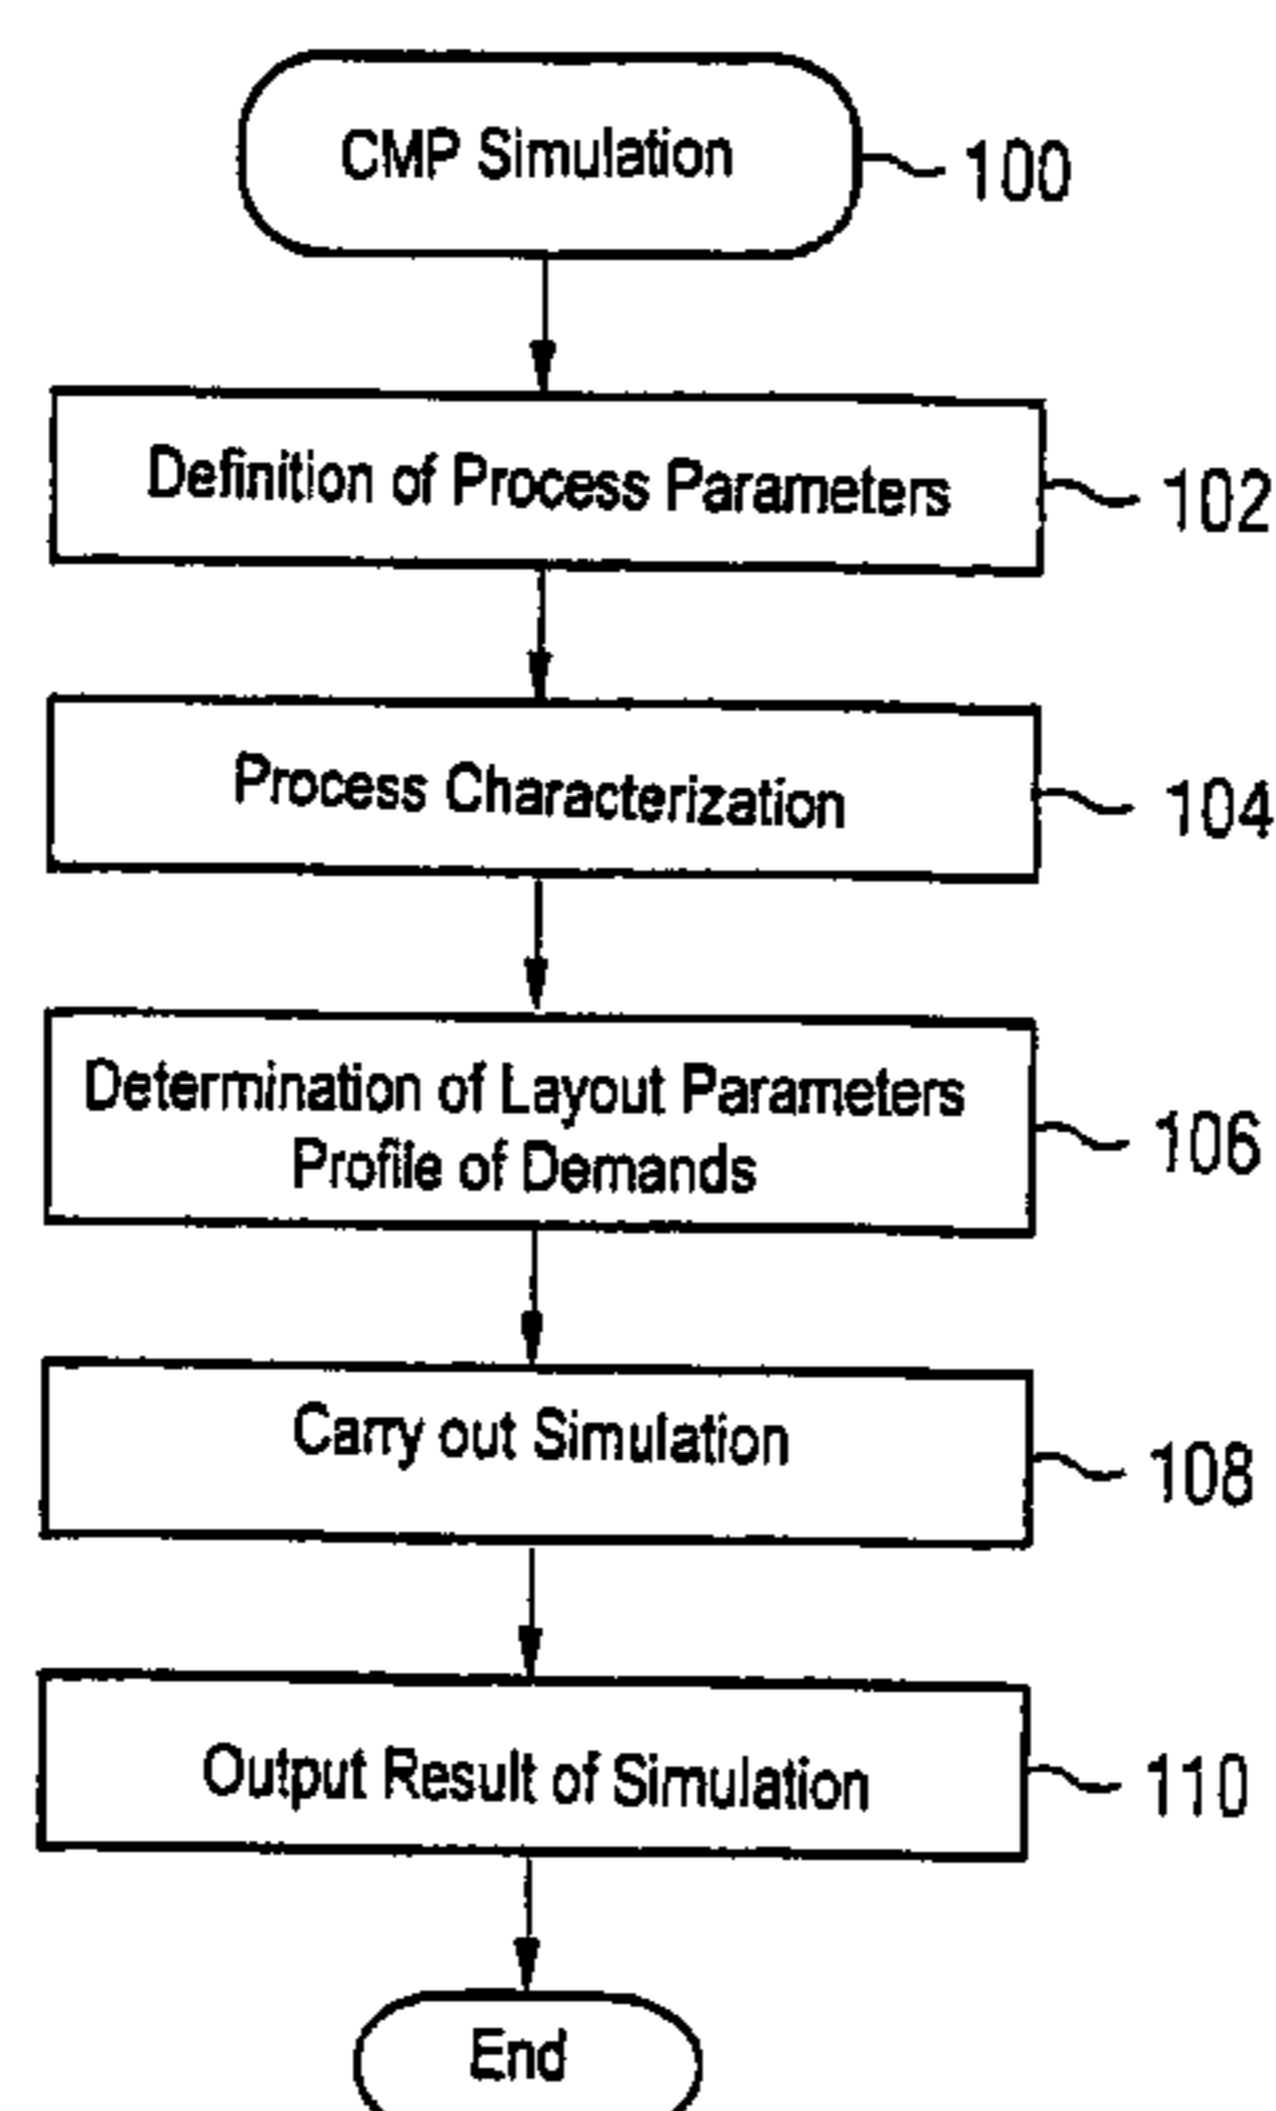 CMP Simulation
100
Definition of Process Parameters
102
Process Characterization
104
Determination of Layout Parameters
Profile of Demands
106
Carry out Simulation
108
Output Result of Simulation
110
End